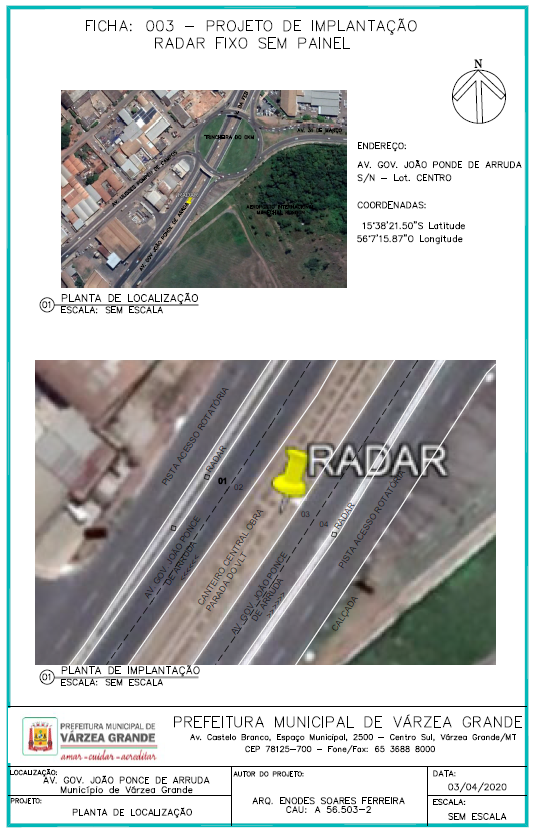 FICHA: 003 – PROJETO DE IMPLANTAÇÃO
RADAR FIXO SEM PAINEL
N
TRINCHEIRA DO OKM
AV. 31 DE MARÇO
RADAR
AV. GOV JOÃO PONCE DE ARRUDA
AEROPORTO INTERNACIONAL
ENDEREÇO:
AV. GOV. JOÃO PONDE DE ARRUDA
S/N – Lot. CENTRO
COORDENADAS:
15°38'21.50"S Latitude
56°7'15.87"O Longitude
01 PLANTA DE LOCALIZAÇÃO
ESCALA: SEM ESCALA
PISTA ACESSO ROTATÓRIA
RADAR
01
02
RADAR
03
04
RADAR
PISTA ACESSO ROTATÓRIA
AV. GOV. JOÃO PONCE
DE ARRUDA
<<<<<<
CANTEIRO CENTRAL OBRA
PARADA DO VLT
AV. GOV. JOÃO PONCE
DE ARRUDA
>>>>>>
CALÇADA
01 PLANTA DE IMPLANTAÇÃO
ESCALA: SEM ESCALA
PREFEITURA MUNICIPAL DE
VÁRZEA GRANDE
amar - cuidar - acreditar
PREFEITURA MUNICIPAL DE VÁRZEA GRANDE
Av. Castelo Branco, Espaço Municipal, 2500 – Centro Sul, Várzea Grande/MT
CEP 78125–700 – Fone/Fax: 65 3688 8000
LOCALIZAÇÃO:
AV. GOV. JOÃO PONCE DE ARRUDA
Município de Várzea Grande
PROJETO:
PLANTA DE LOCALIZAÇÃO
AUTOR DO PROJETO:
ARQ. ENODES SOARES FERREIRA
CAU: A 56.503–2
DATA:
03/04/2020
ESCALA:
SEM ESCALA